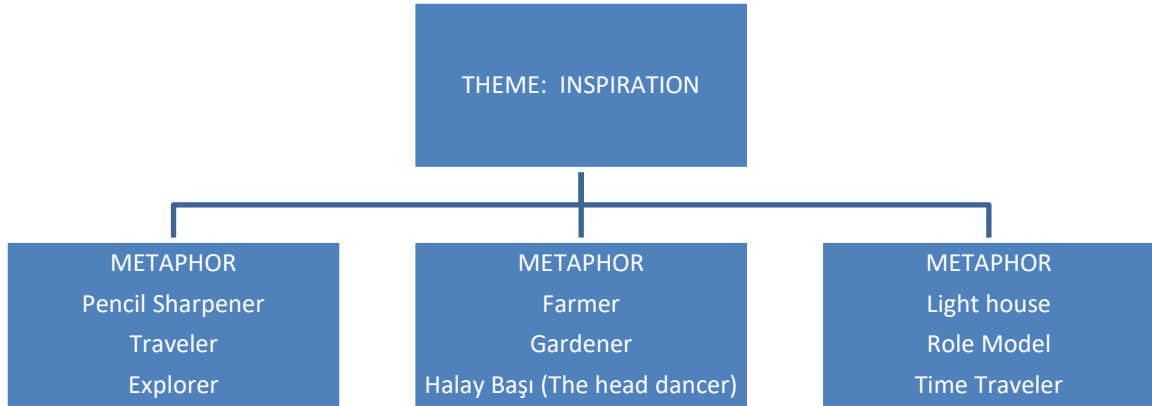 THEME: INSPIRATION
METAPHOR
Pencil Sharpener
Traveler
Explorer
METAPHOR
Farmer
Gardener
Halay Başı (The head dancer)
METAPHOR
Light house
Role Model
Time Traveler